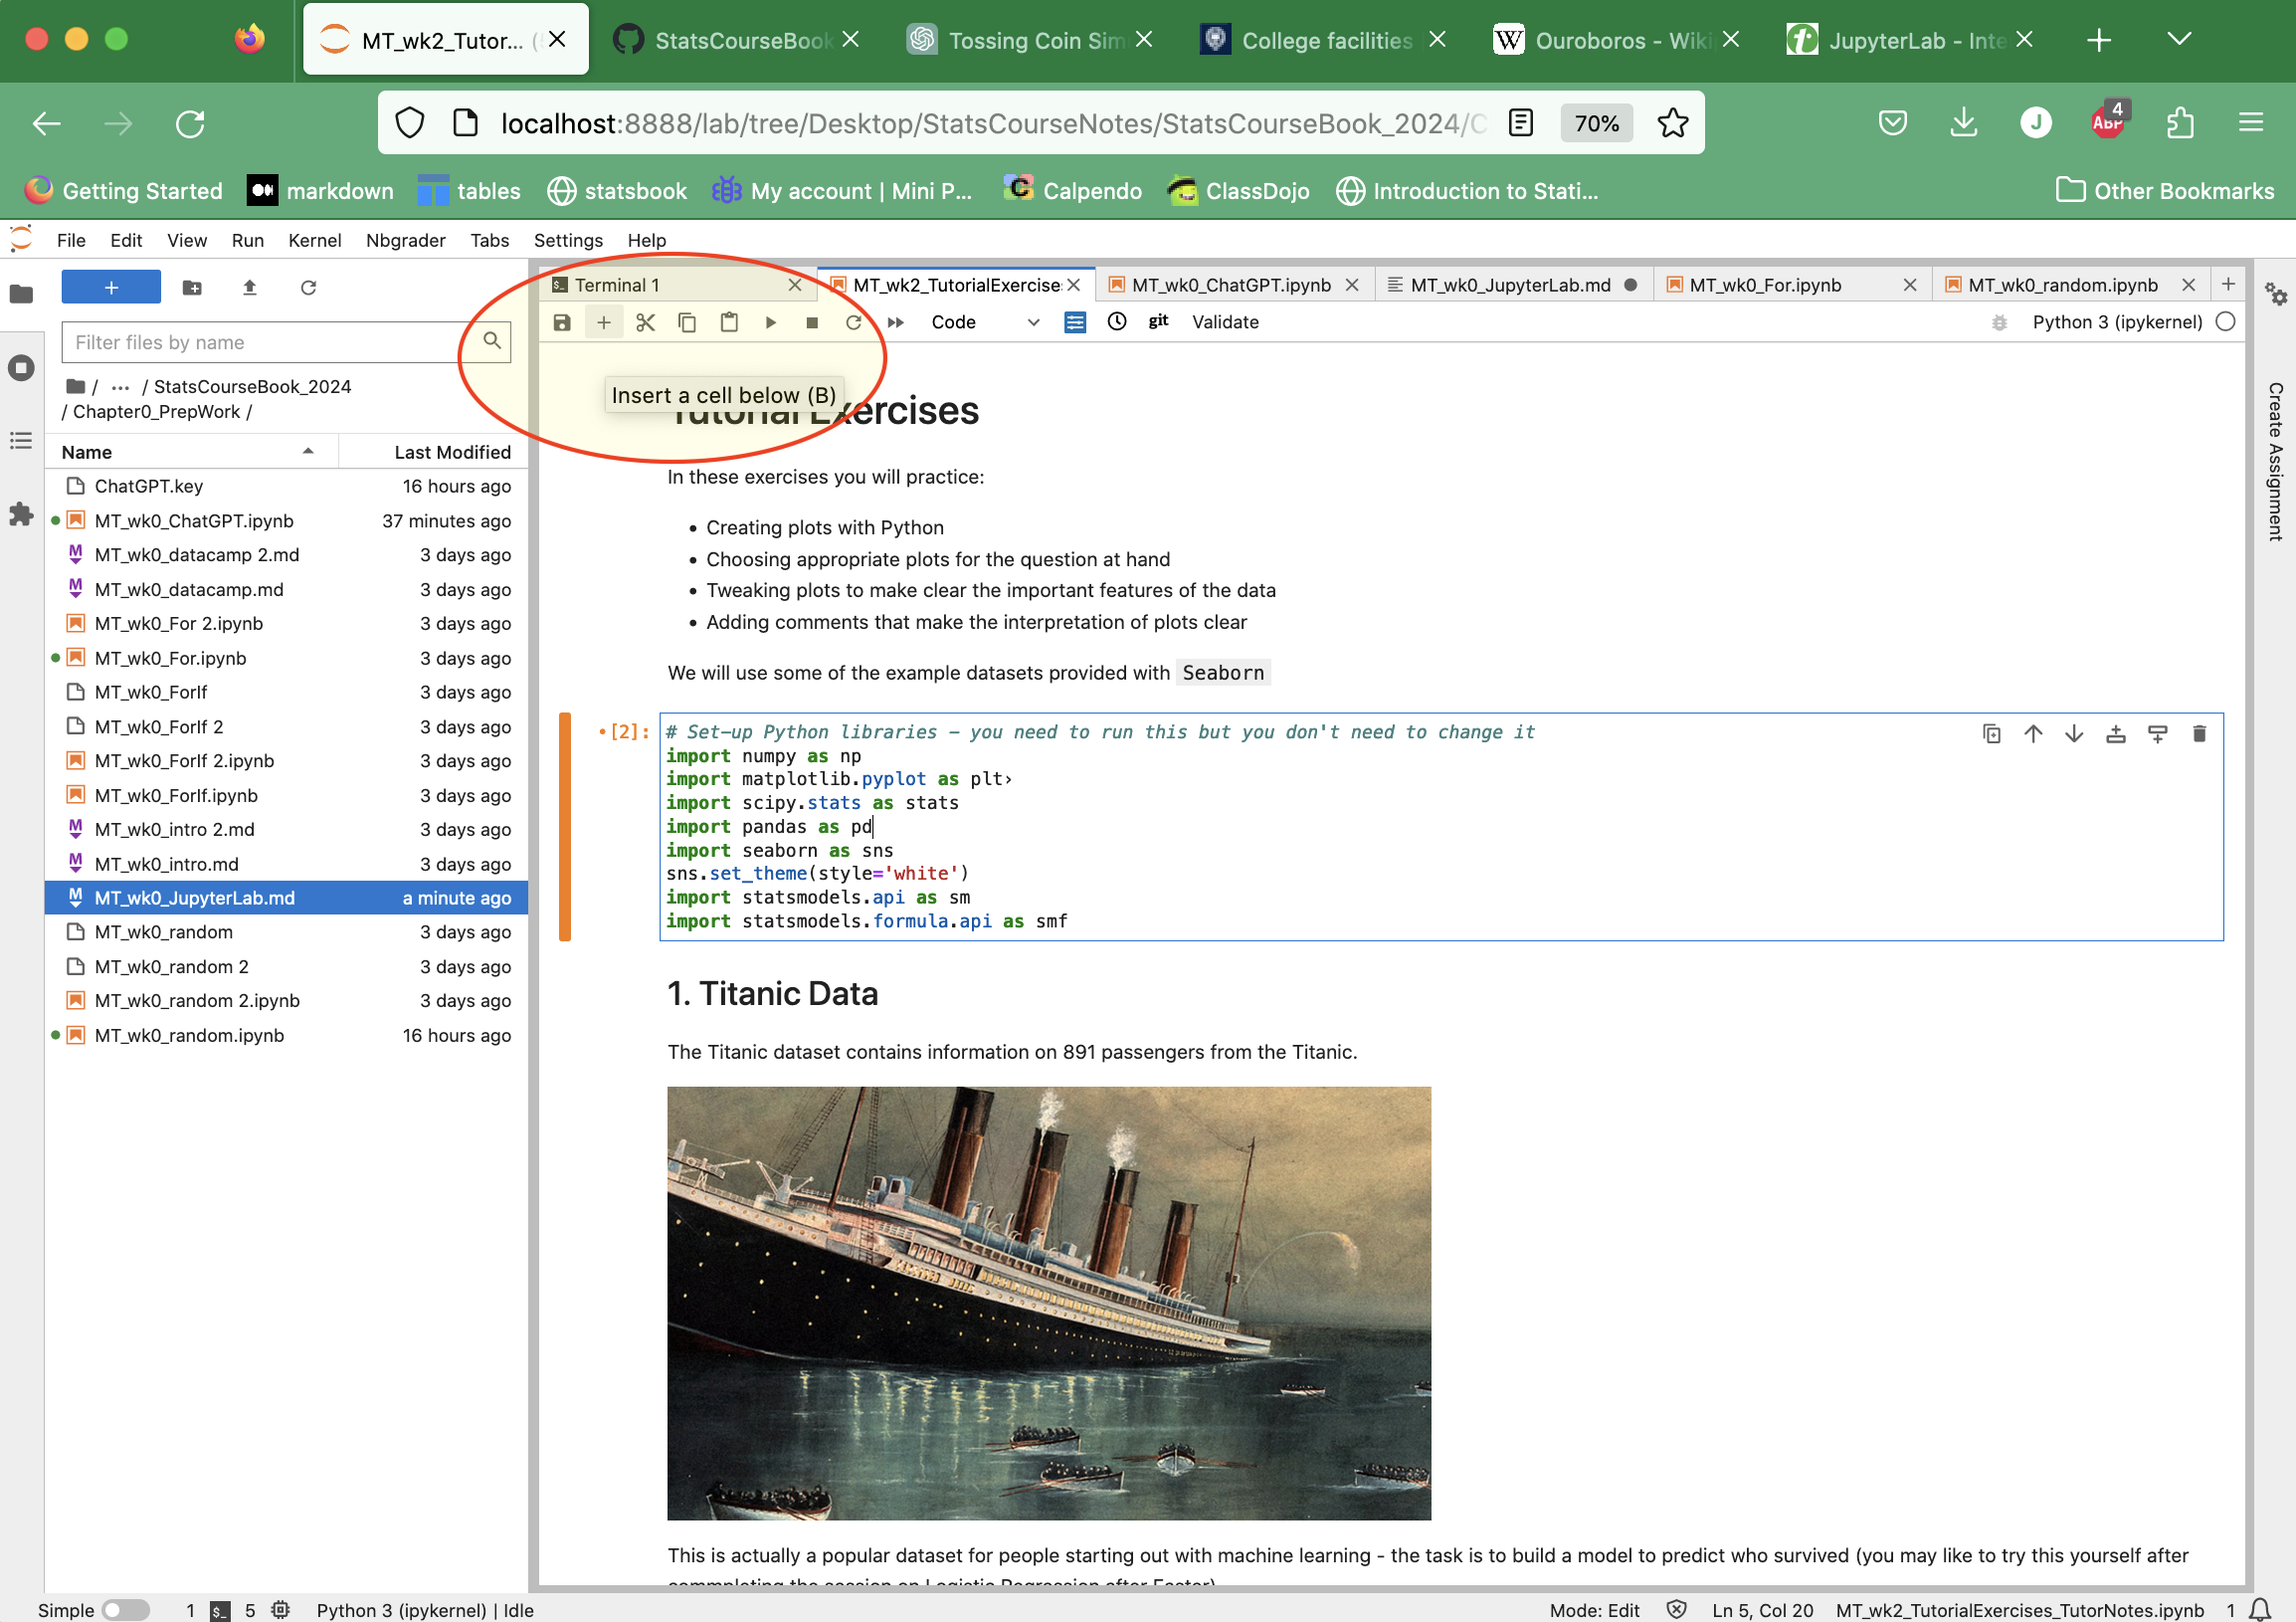 MT_wk2_Tutor...
StatsCourseBook
Tossing Coin Sim
College facilities
Ouroboros - Wiki
JupyterLab - Inte
localhost:8888/lab/tree/Desktop/StatsCourseNotes/StatsCourseBook_2024/C
70%
J
ABP
4
Getting Started
markdown
tables
statsbook
My account | Mini P...
Calpendo
ClassDojo
Introduction to Stati...
Other Bookmarks
File Edit View Run Kernel Nbgrader Tabs Settings Help
Filter files by name
/ ... / StatsCourseBook_2024
/ Chapter0_PrepWork /
Name Last Modified
ChatGPT.key 16 hours ago
MT_wk0_ChatGPT.ipynb 37 minutes ago
MT_wk0_datacamp 2.md 3 days ago
MT_wk0_datacamp.md 3 days ago
MT_wk0_For 2.ipynb 3 days ago
MT_wk0_For.ipynb 3 days ago
MT_wk0_ForIf 3 days ago
MT_wk0_ForIf 2 3 days ago
MT_wk0_ForIf 2.ipynb 3 days ago
MT_wk0_ForIf.ipynb 3 days ago
MT_wk0_intro 2.md 3 days ago
MT_wk0_intro.md 3 days ago
MT_wk0_JupyterLab.md a minute ago
MT_wk0_random 3 days ago
MT_wk0_random 2 3 days ago
MT_wk0_random 2.ipynb 3 days ago
MT_wk0_random.ipynb 16 hours ago
Terminal 1
MT_wk2_TutorialExercise
MT_wk0_ChatGPT.ipynb
MT_wk0_JupyterLab.md
MT_wk0_For.ipynb
MT_wk0_random.ipynb
Code
git
Validate
Python 3 (ipykernel)
Insert a cell below (B)
Tutorial Exercises
In these exercises you will practice:
• Creating plots with Python
• Choosing appropriate plots for the question at hand
• Tweaking plots to make clear the important features of the data
• Adding comments that make the interpretation of plots clear
We will use some of the example datasets provided with Seaborn
[2]:
# Set-up Python libraries - you need to run this but you don't need to change it
import numpy as np
import matplotlib.pyplot as plt›
import scipy.stats as stats
import pandas as pd
import seaborn as sns
sns.set_theme(style='white')
import statsmodels.api as sm
import statsmodels.formula.api as smf
1. Titanic Data
The Titanic dataset contains information on 891 passengers from the Titanic.
This is actually a popular dataset for people starting out with machine learning - the task is to build a model to predict who survived (you may like to try this yourself after
commpleting the session on Logistic Regression after Easter)
Create Assignment
Simple 1 5 Python 3 (ipykernel) | Idle
Mode: Edit Ln 5, Col 20 MT_wk2_TutorialExercises_TutorNotes.ipynb 1